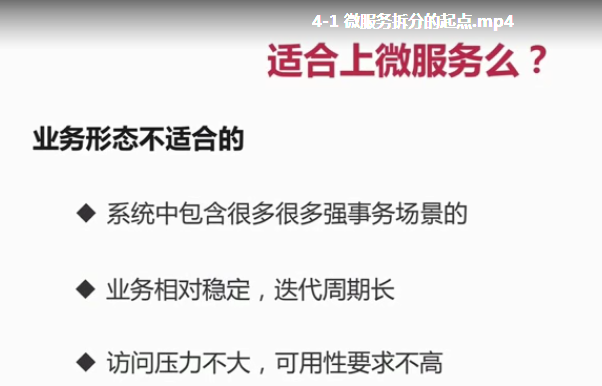 4-1 微服务拆分的起点.mp4
适合上微服务么？
业务形态不适合的
◆ 系统中包含很多很多强事务场景的
◆ 业务相对稳定，迭代周期长
◆ 访问压力不大，可用性要求不高